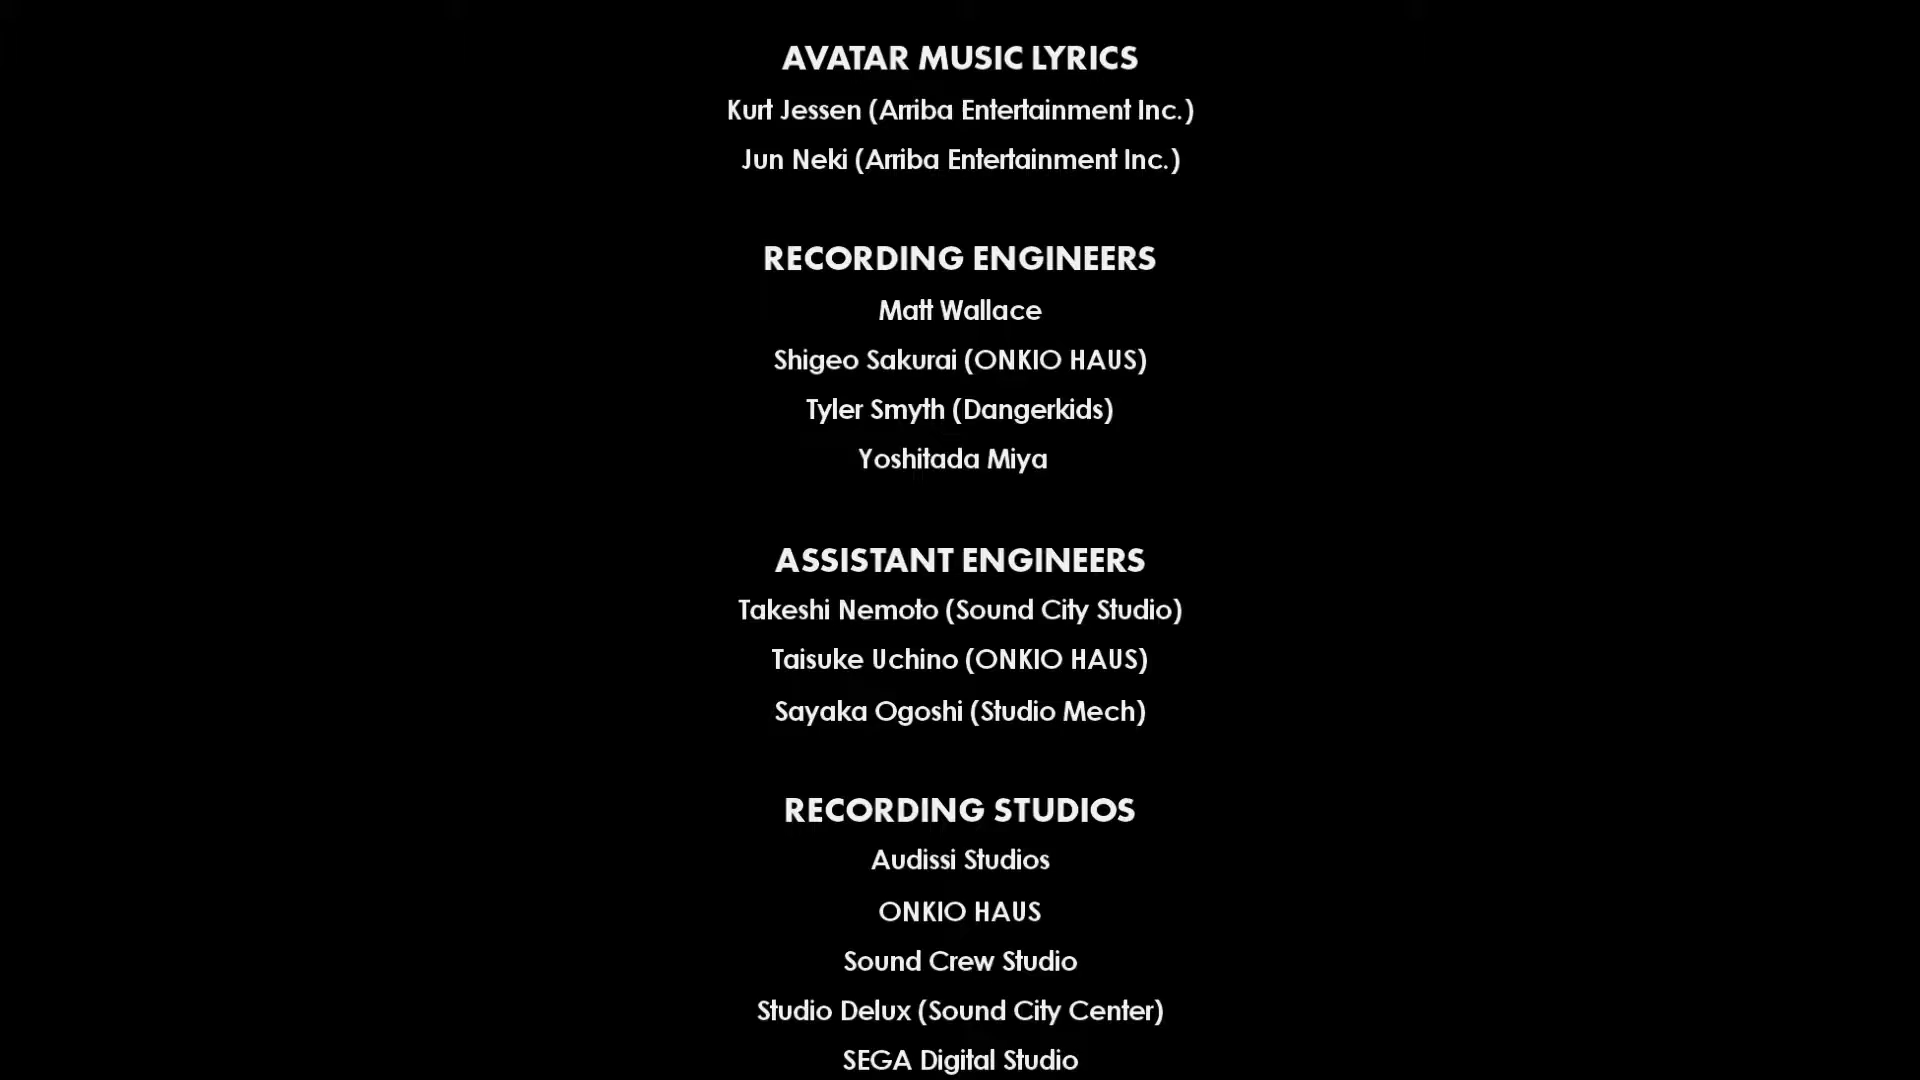 AVATAR MUSIC LYRICS
Kurt Jessen (Arriba Entertainment Inc.)
Jun Neki (Arriba Entertainment Inc.)
RECORDING ENGINEERS
Matt Wallace
Shigeo Sakurai (ONKIO HAUS)
Tyler Smyth (Dangerkids)
Yoshitada Miya
ASSISTANT ENGINEERS
Takeshi Nemoto (Sound City Studio)
Taisuke Uchino (ONKIO HAUS)
Sayaka Ogoshi (Studio Mech)
RECORDING STUDIOS
Audissi Studios
ONKIO HAUS
Sound Crew Studio
Studio Delux (Sound City Center)
SEGA Digital Studio